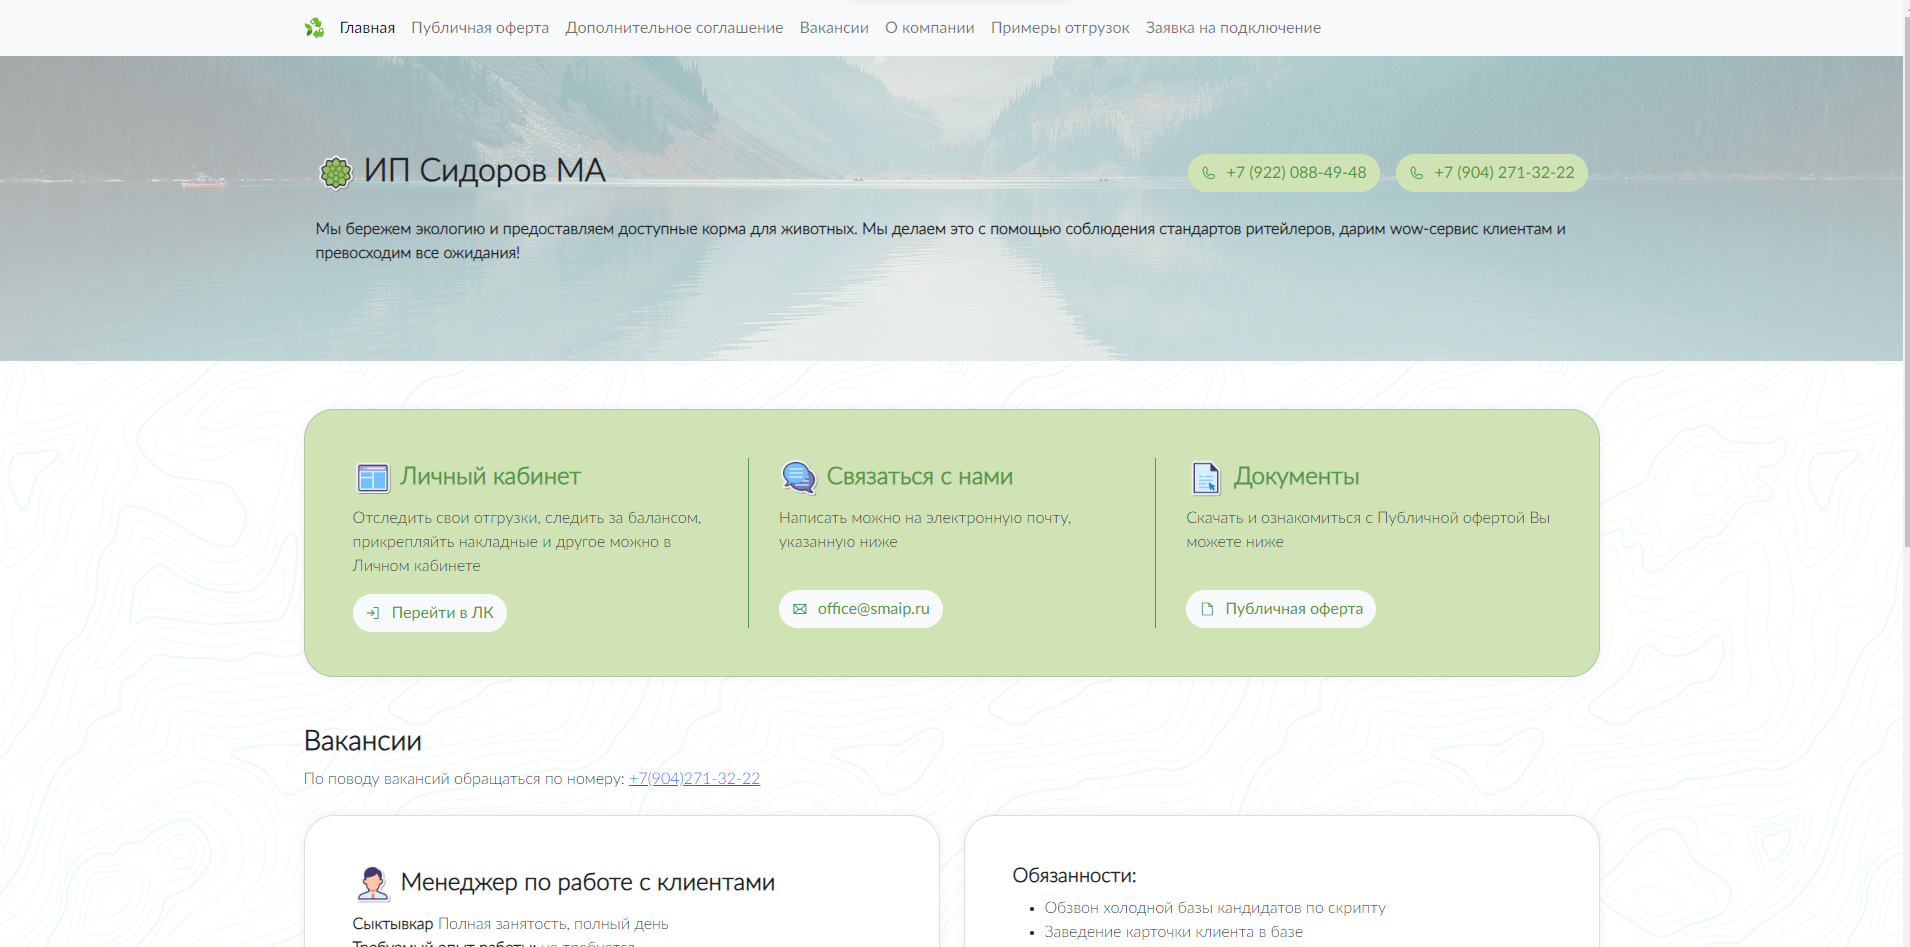 Главная Публичная оферта Дополнительное соглашение Вакансии О компании Примеры отгрузок Заявка на подключение
ИП Сидоров МА
+7 (922) 088-49-48
+7 (904) 271-32-22
Мы бережем экологию и предоставляем доступные корма для животных. Мы делаем это с помощью соблюдения стандартов ритейлеров, дарим wow-сервис клиентам и
превосходим все ожидания!
Личный кабинет
Отследить свои отгрузки, следить за балансом,
прикрепляйть накладные и другое можно в
Личном кабинете
Перейти в ЛК
Связаться с нами
Написать можно на электронную почту,
указанную ниже
office@smaip.ru
Документы
Скачать и ознакомиться с Публичной офертой Вы
можете ниже
Публичная оферта
Вакансии
По поводу вакансий обращаться по номеру: +7(904)271-32-22
Менеджер по работе с клиентами
Сыктывкар Полная занятость, полный день
Требуемый опыт работы: не требуется
Обязанности:
• Обзвон холодной базы кандидатов по скрипту
• Заведение карточки клиента в базе